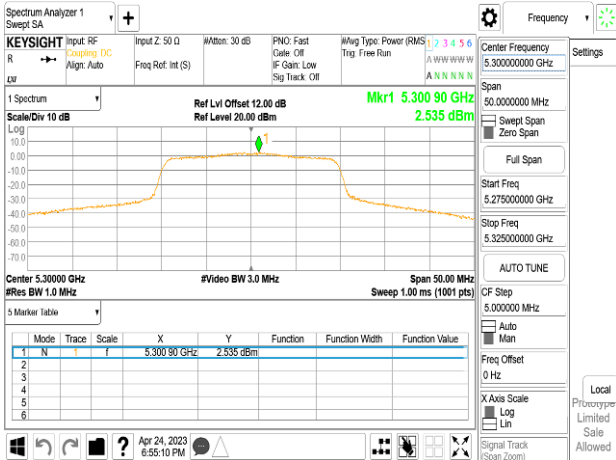 Spectrum Analyzer 1
Swept SA
+
Frequency
KEYSIGHT
R
Input: RF
Coupling: DC
Align: Auto
Input Z: 50 Ω
Freq Ref: Int (S)
#Atten: 30 dB
PNO: Fast
Gate: Off
IF Gain: Low
Sig Track: Off
#Avg Type: Power (RMS
Trig: Free Run
1 2 3 4 5 6
A W W W W W
A N N N N N
1 Spectrum
Scale/Div 10 dB
Ref Lvl Offset 12.00 dB
Ref Level 20.00 dBm
Mkr1 5.300 90 GHz
2.535 dBm
Log
10.0
0.00
-10.0
-20.0
-30.0
-40.0
-50.0
-60.0
-70.0
1
Center 5.30000 GHz
#Res BW 1.0 MHz
#Video BW 3.0 MHz
Span 50.00 MHz
Sweep 1.00 ms (1001 pts)
5 Marker Table
Mode Trace Scale X Y Function Function Width Function Value
1 N 1 f 5.300 90 GHz 2.535 dBm
2
3
4
5
6
Apr 24, 2023
6:55:10 PM
Center Frequency
5.300000000 GHz
Span
50.0000000 MHz
Swept Span
Zero Span
Full Span
Start Freq
5.275000000 GHz
Stop Freq
5.325000000 GHz
AUTO TUNE
CF Step
5.000000 MHz
Auto
Man
Freq Offset
0 Hz
X Axis Scale
Log
Lin
Signal Track
(Span Zoom)
Settings
Local
Prototype
Limited
Sale
Allowed